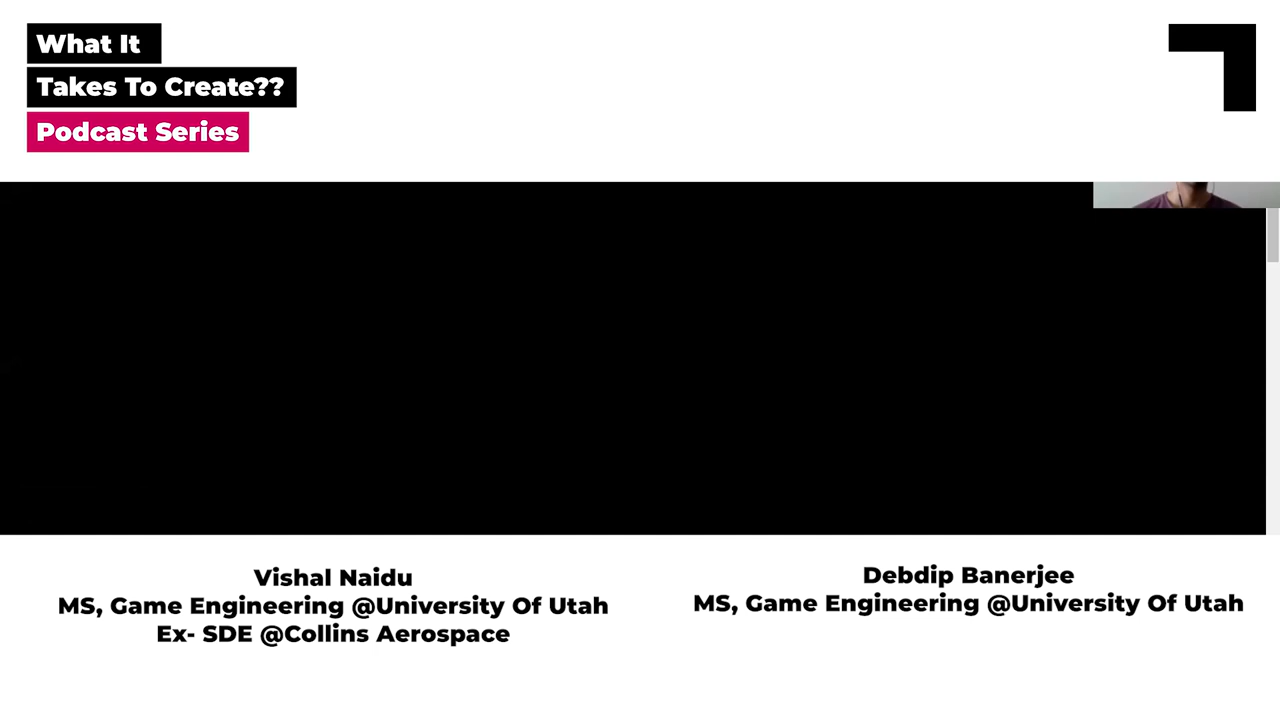 What It
Takes To Create??
Podcast Series
Vishal Naidu
MS, Game Engineering @University Of Utah
Ex- SDE @Collins Aerospace
Debdip Banerjee
MS, Game Engineering @University Of Utah